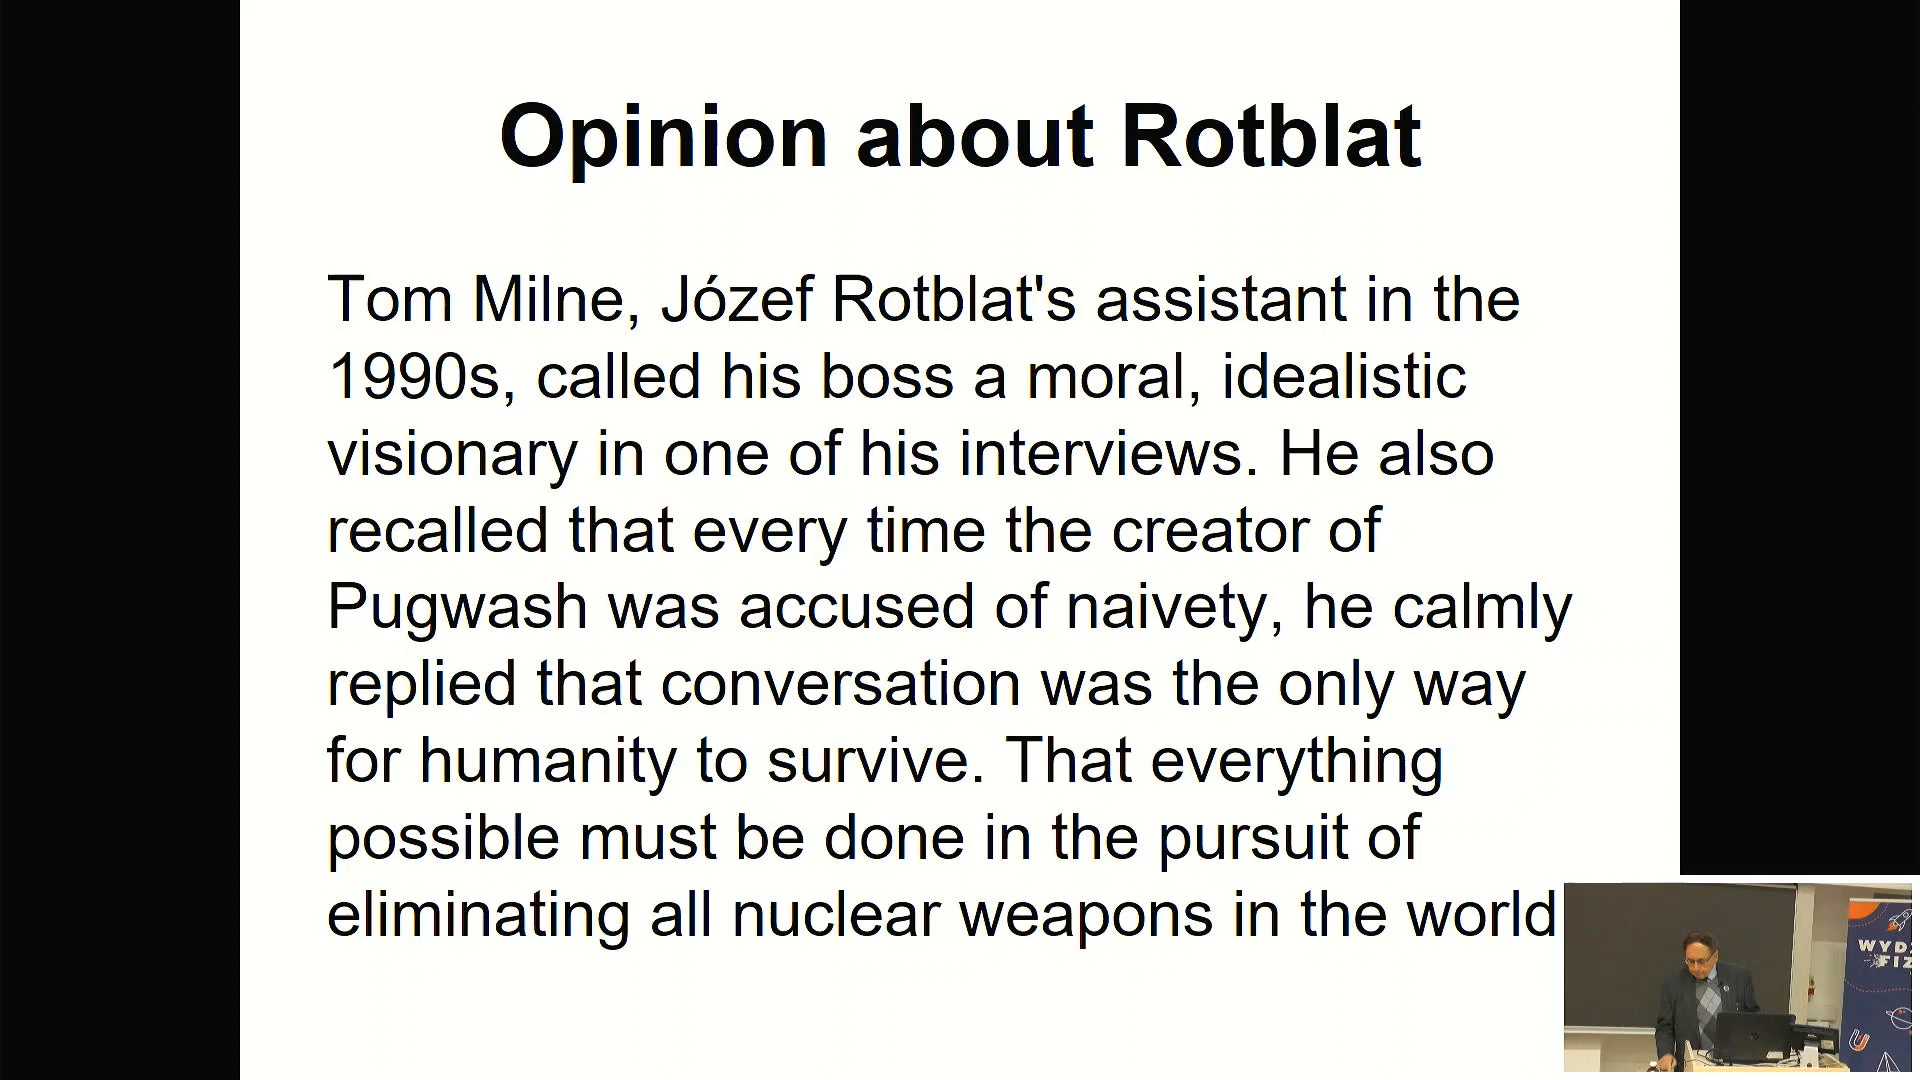 Opinion about Rotblat
Tom Milne, Józef Rotblat's assistant in the
1990s, called his boss a moral, idealistic
visionary in one of his interviews. He also
recalled that every time the creator of
Pugwash was accused of naivety, he calmly
replied that conversation was the only way
for humanity to survive. That everything
possible must be done in the pursuit of
eliminating all nuclear weapons in the world
WYDZ
FIZ